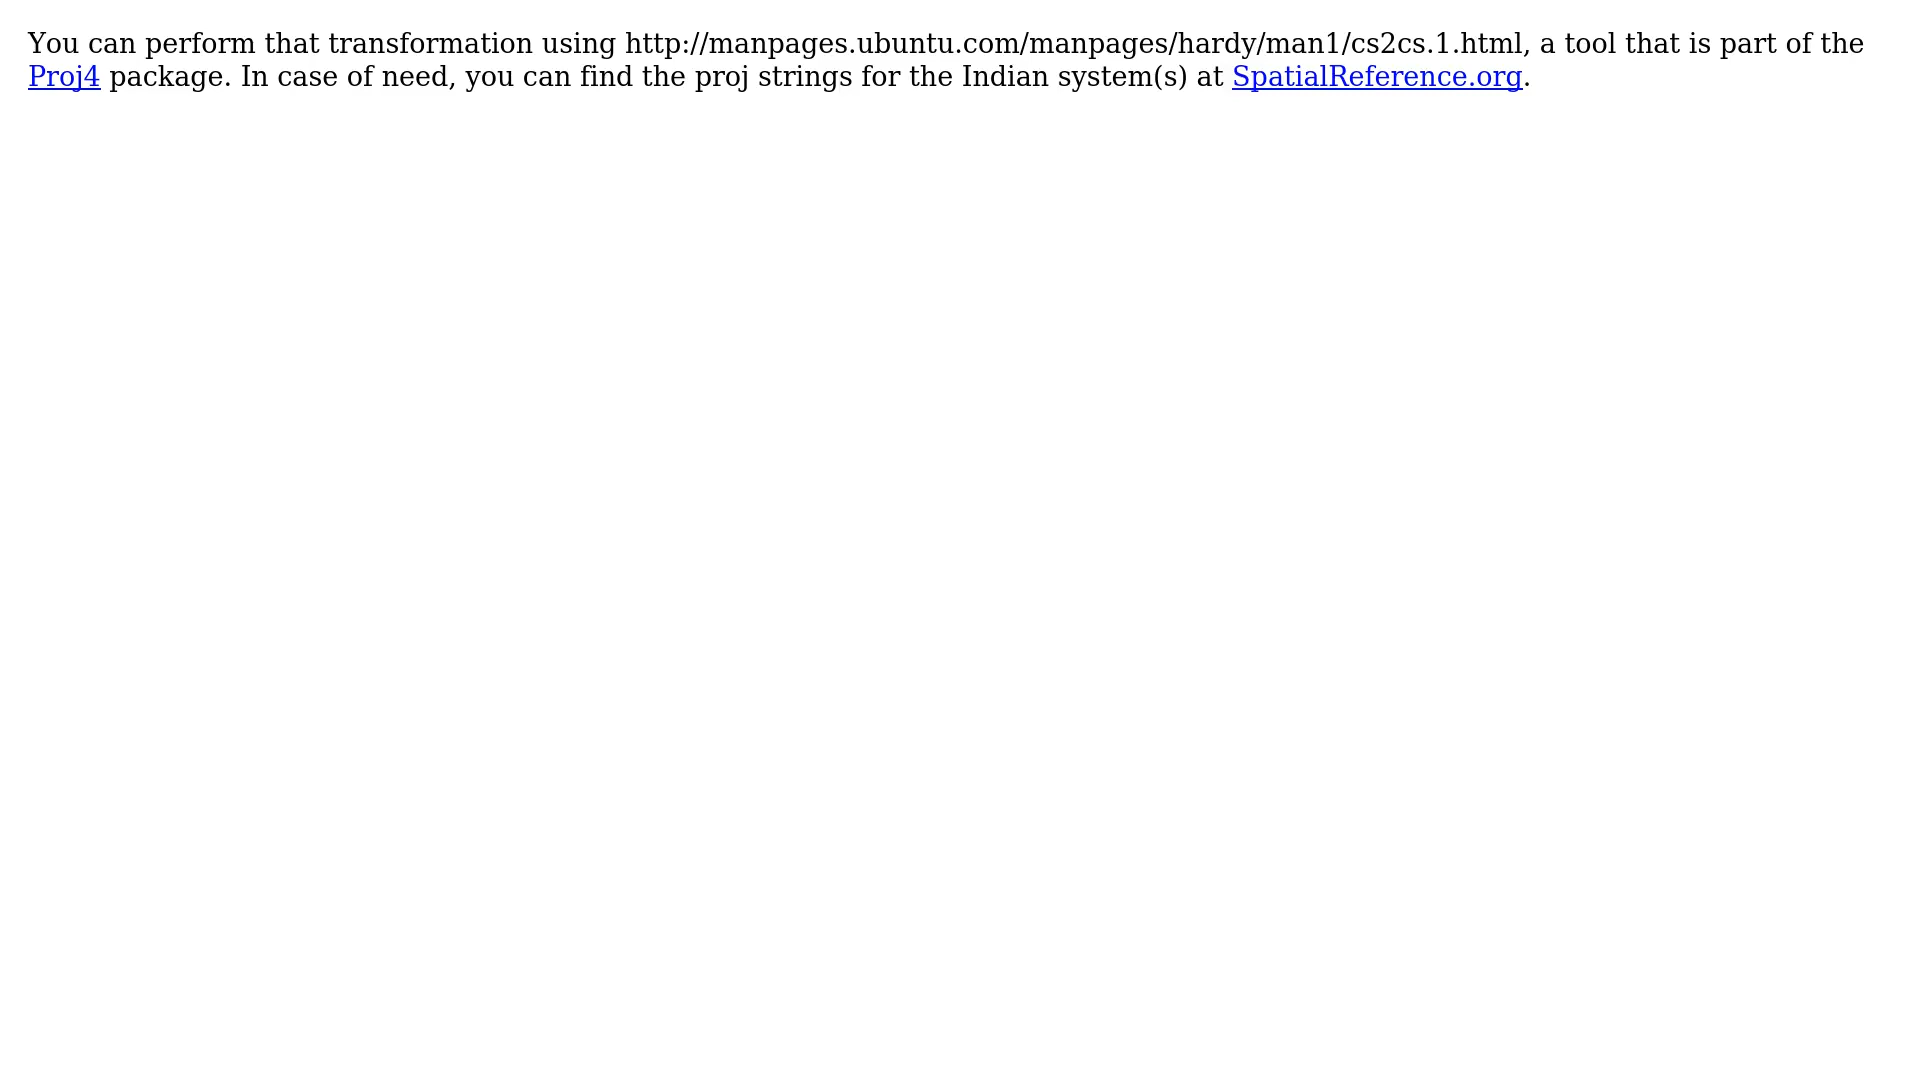 You can perform that transformation using http://manpages.ubuntu.com/manpages/hardy/man1/cs2cs.1.html, a tool that is part of the
Proj4 package. In case of need, you can find the proj strings for the Indian system(s) at SpatialReference.org.